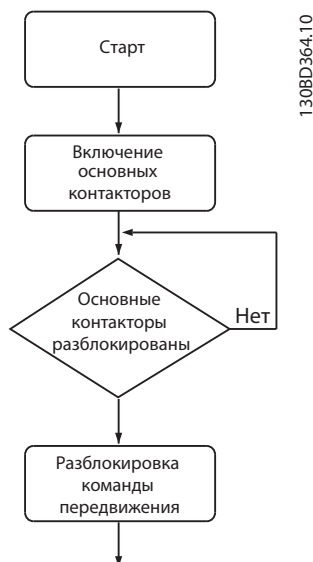 Старт
130BD364.10
Включение
основных
контакторов
Основные
контакторы
разблокированы
Нет
Разблокировка
команды
передвижения